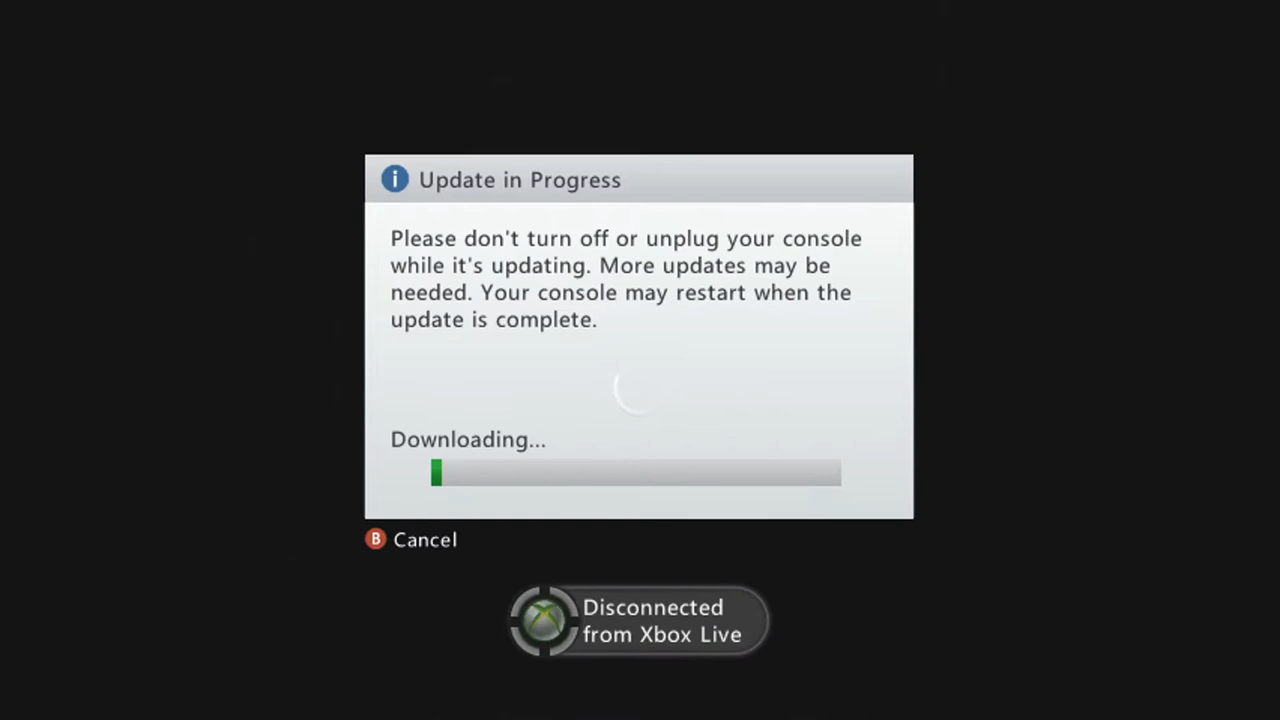 Update in Progress
Please don't turn off or unplug your console
while it's updating. More updates may be
needed. Your console may restart when the
update is complete.
Downloading...
B Cancel
Disconnected
from Xbox Live